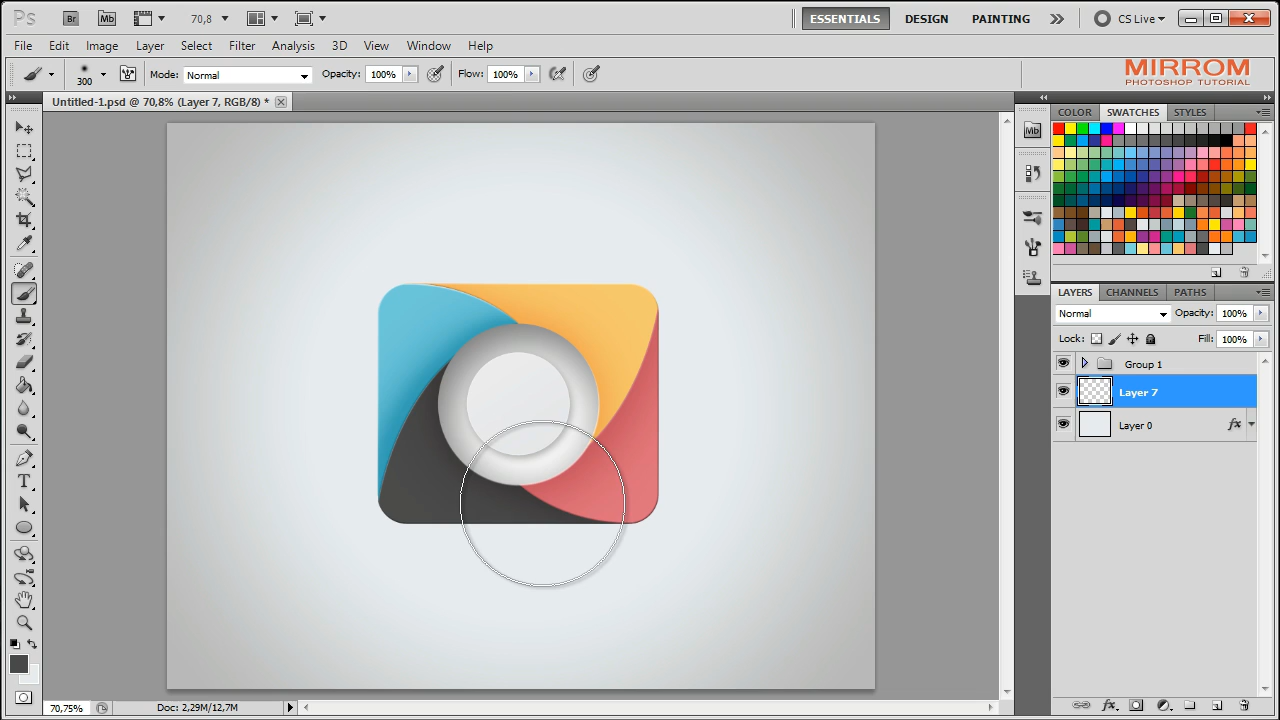 Ps Br Mb 70,8 ESSENTIALS DESIGN PAINTING CS Live
File Edit Image Layer Select Filter Analysis 3D View Window Help
300 Mode: Normal Opacity: 100% Flow: 100%
MIRROM
PHOTOSHOP TUTORIAL
Untitled-1.psd @ 70,8% (Layer 7, RGB/8) *
Mb
COLOR SWATCHES STYLES
LAYERS CHANNELS PATHS
Normal Opacity: 100%
Lock: Fill: 100%
Group 1
Layer 7
Layer 0 fx
T
fx
70,75% Doc: 2,29M/12,7M